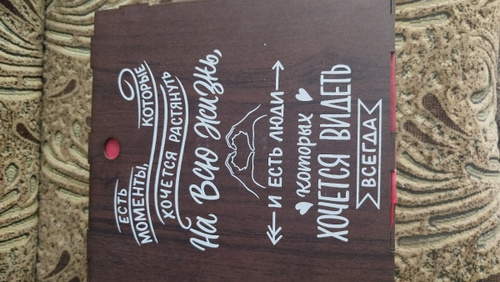 ЕСТЬ
МОМЕНТЫ, КОТОРЫЕ
ХОЧЕТСЯ РАСТЯНУТЬ
На ВСЮ ЖИЗНЬ,
И ЕСТЬ ЛЮДИ
которых
ХОЧЕТСЯ ВИДЕТЬ
ВСЕГДА